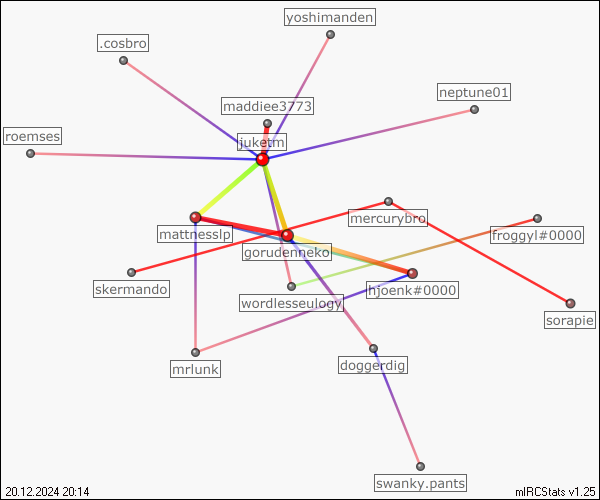 yoshimanden
.cosbro
neptune01
maddiee3773
roemses
juketm
mercurybro
mattnesslp
froggyl#0000
gorudenneko
skermando
hjoenk#0000
wordlesseulogy
sorapie
doggerdig
mrlunk
swanky.pants
20.12.2024 20:14
mIRCStats v1.25